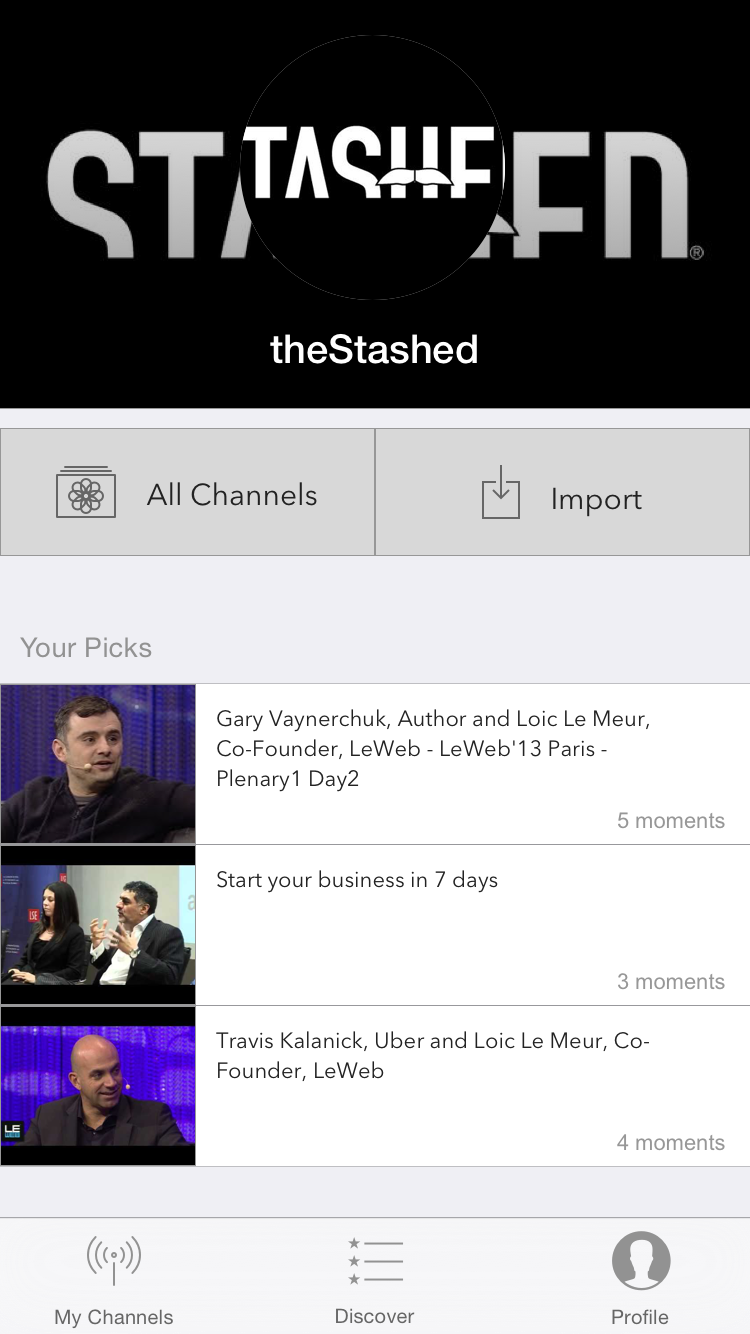 STASHED®
TASHE
theStashed
All Channels
Import
Your Picks
Gary Vaynerchuk, Author and Loic Le Meur,
Co-Founder, LeWeb - LeWeb'13 Paris -
Plenary1 Day2
5 moments
LSE
Start your business in 7 days
3 moments
Travis Kalanick, Uber and Loic Le Meur, Co-
Founder, LeWeb
LE
4 moments
My Channels
Discover
Profile